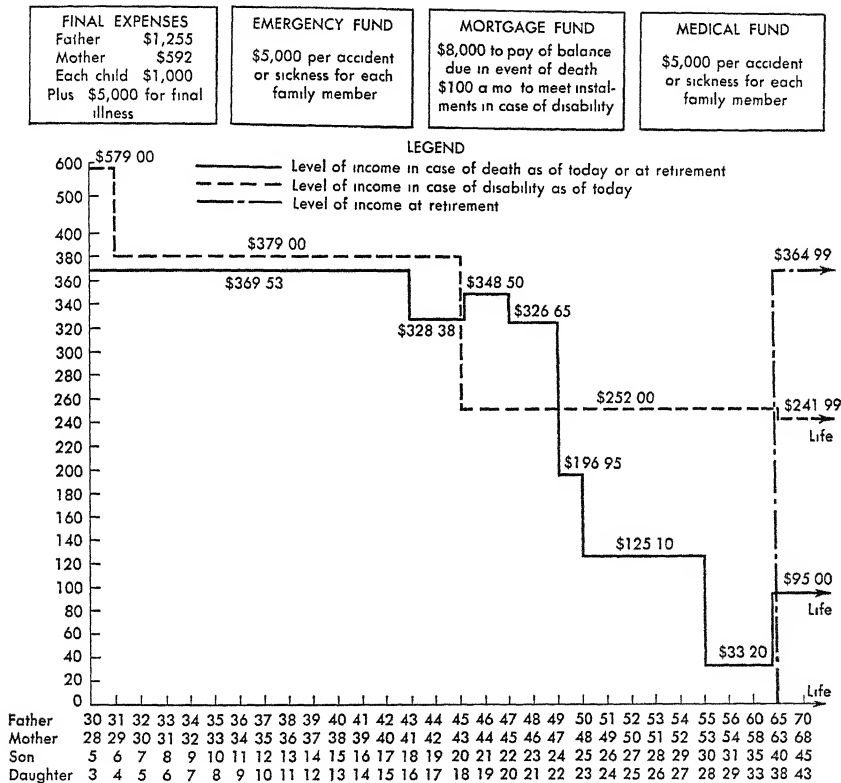 FINAL EXPENSES
Father $1,255
Mother $592
Each child $1,000
Plus $5,000 for final
illness
EMERGENCY FUND
$5,000 per accident
or sickness for each
family member
MORTGAGE FUND
$8,000 to pay of balance
due in event of death
$100 a mo to meet instal-
ments in case of disability
MEDICAL FUND
$5,000 per accident
or sickness for each
family member
LEGEND
Level of income in case of death as of today or at retirement
Level of income in case of disability as of today
Level of income at retirement
600
500
400
380
360
340
320
300
280
260
240
220
200
180
160
140
120
100
80
60
40
20
0
$579 00
$379 00
$369 53
$328 38
$348 50
$326 65
$364 99
$252 00
$241 99
Life
$196 95
$125 10
$95 00
Life
$33 20
Life
Father 30 31 32 33 34 35 36 37 38 39 40 41 42 43 44 45 46 47 48 49 50 51 52 53 54 55 56 60 65 70
Mother 28 29 30 31 32 33 34 35 36 37 38 39 40 41 42 43 44 45 46 47 48 49 50 51 52 53 54 58 63 68
Son 5 6 7 8 9 10 11 12 13 14 15 16 17 18 19 20 21 22 23 24 25 26 27 28 29 30 31 35 40 45
Daughter 3 4 5 6 7 8 9 10 11 12 13 14 15 16 17 18 19 20 21 22 23 24 25 26 27 28 29 33 38 43